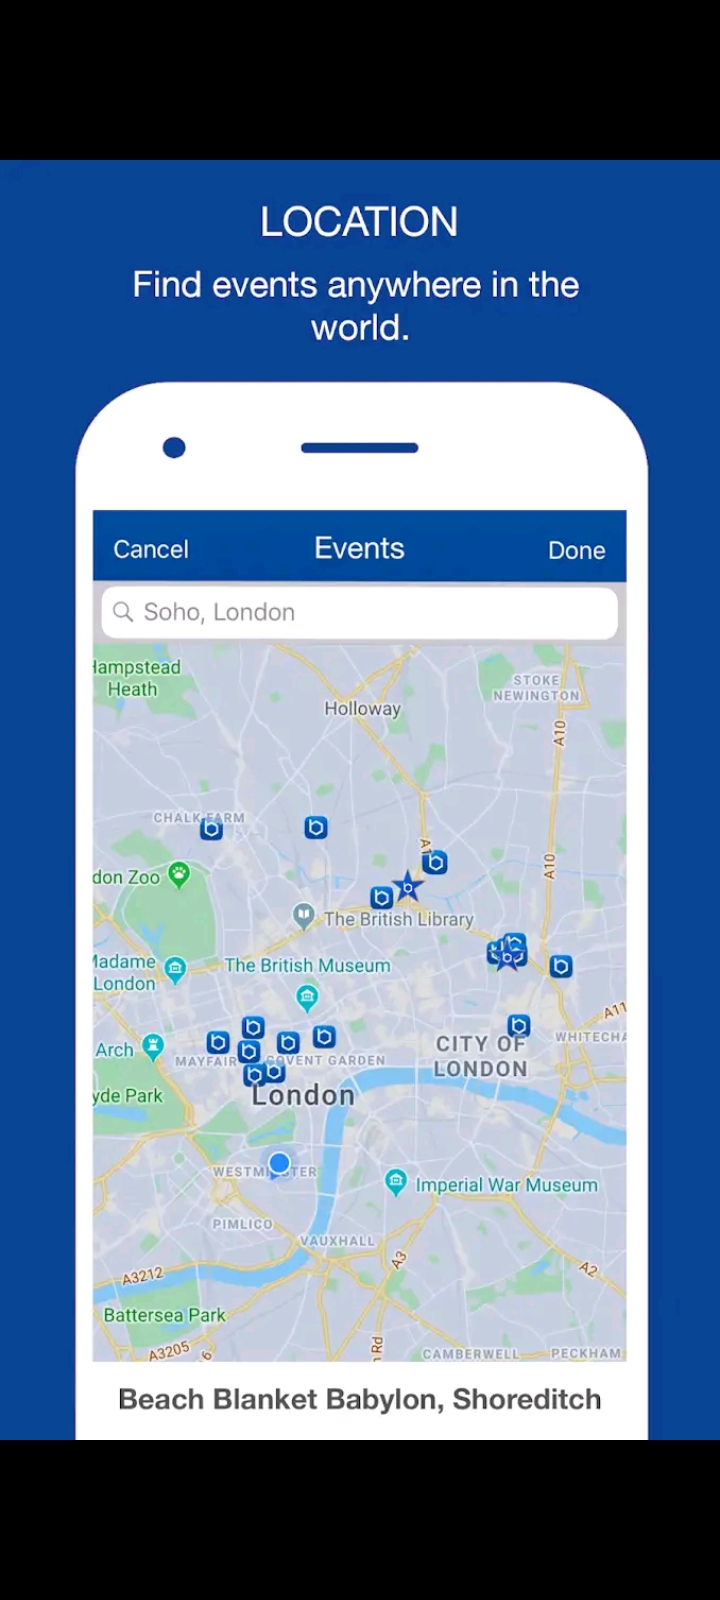 LOCATION
Find events anywhere in the
world.
Cancel
Events
Done
Soho, London
Hampstead
Heath
STOKE
NEWINGTON
Holloway
A10
CHALK FARM
A1
A10
don Zoo
The British Library
Madame
London
The British Museum
A11
Arch
MAYFAIR
COVENT GARDEN
CITY OF
LONDON
WHITECHA
yde Park
London
WESTMINSTER
Imperial War Museum
PIMLICO
VAUXHALL
A3
A2
A3212
Battersea Park
A3205
Rd
CAMBERWELL
PECKHAM
Beach Blanket Babylon, Shoreditch